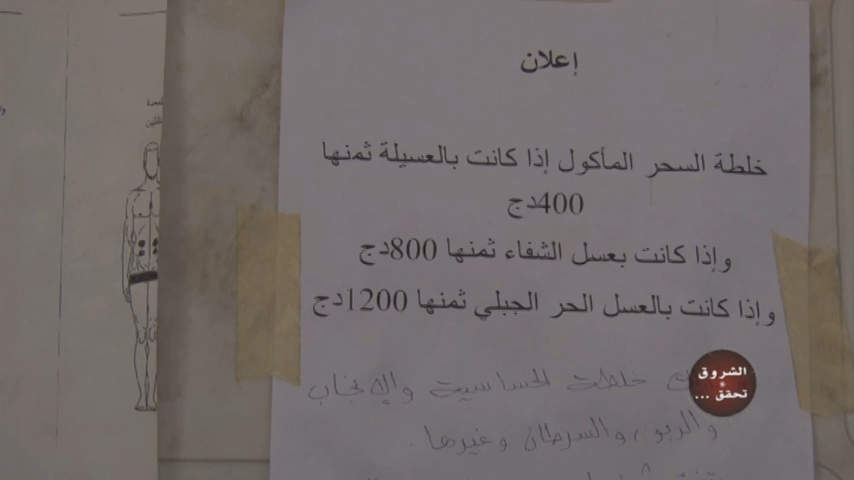 إعلان
خلطة السحر المأكول إذا كانت بالعسيلة ثمنها
400دج
وإذا كانت بعسل الشفاء ثمنها 800دج
وإذا كانت بالعسل الحر الجبلي ثمنها 1200دج
خلطة الحساسية والإنجاب
والربو، والسرطان وغيرها.
الشروق
تحقق ...